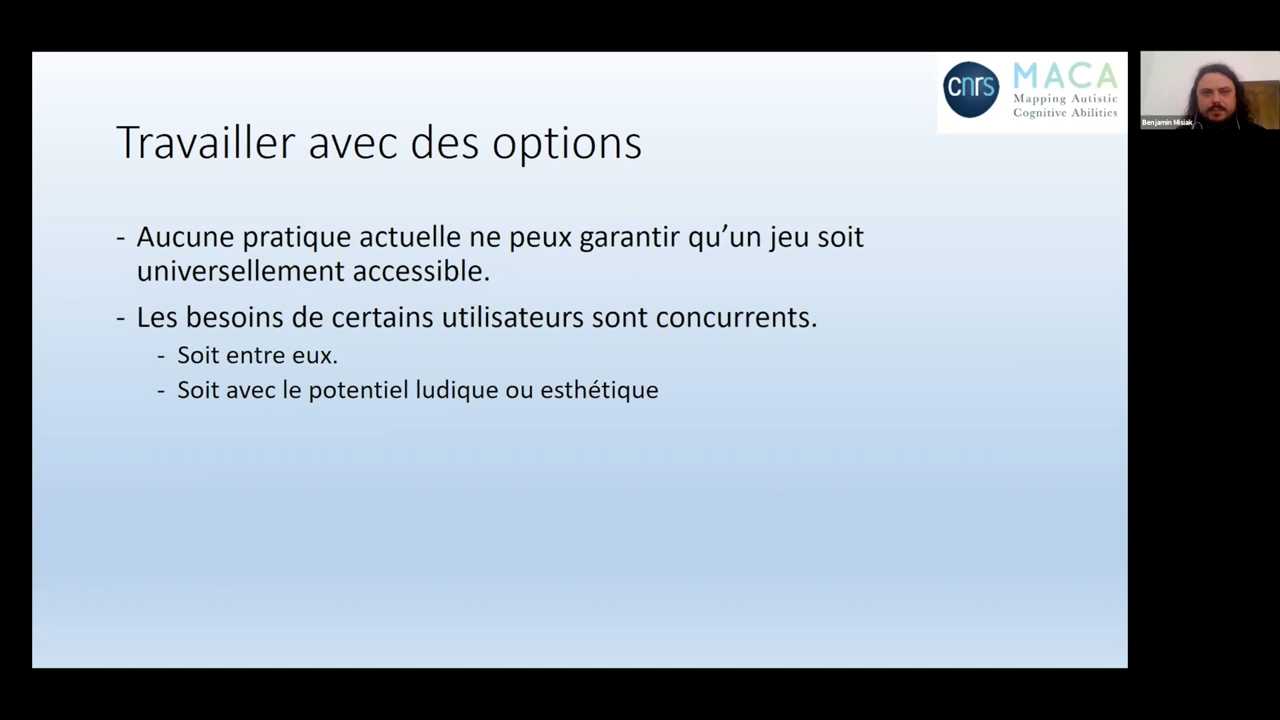 cnrs
MACA
Mapping Autistic
Cognitive Abilities
Benjamin Misiak
Travailler avec des options
- Aucune pratique actuelle ne peux garantir qu’un jeu soit
universellement accessible.
- Les besoins de certains utilisateurs sont concurrents.
- Soit entre eux.
- Soit avec le potentiel ludique ou esthétique